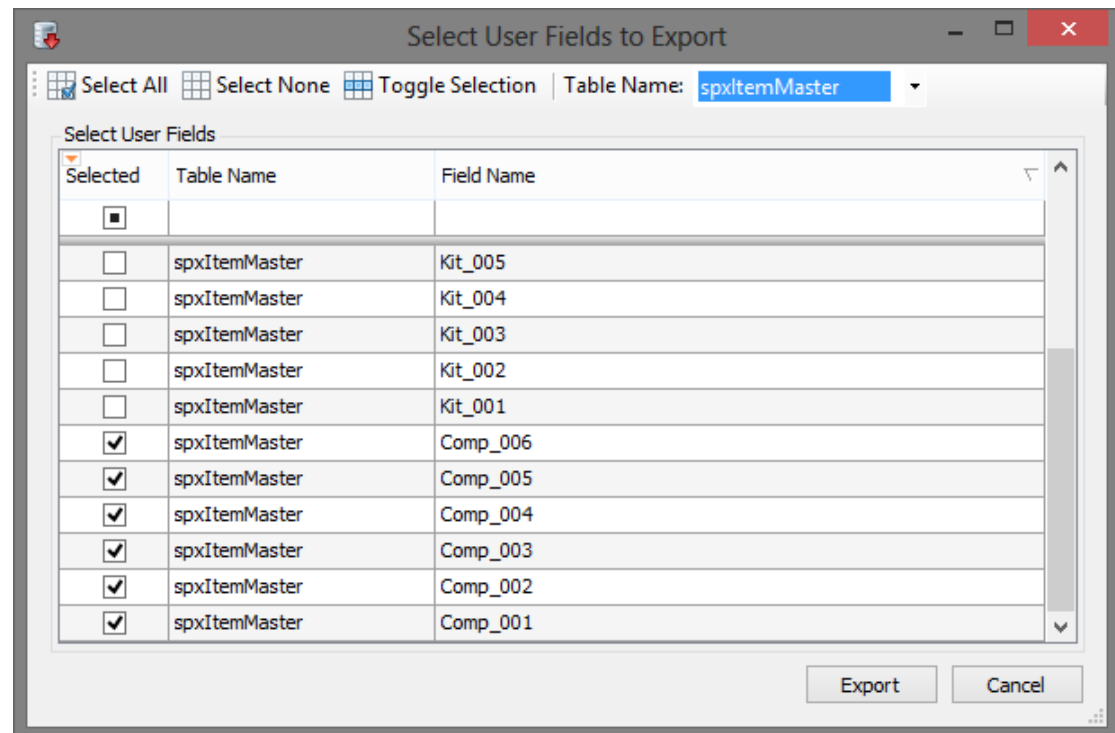 Select User Fields to Export
Select All Select None Toggle Selection Table Name: spxItemMaster
Select User Fields
Selected Table Name Field Name
spxItemMaster Kit_005
spxItemMaster Kit_004
spxItemMaster Kit_003
spxItemMaster Kit_002
spxItemMaster Kit_001
spxItemMaster Comp_006
spxItemMaster Comp_005
spxItemMaster Comp_004
spxItemMaster Comp_003
spxItemMaster Comp_002
spxItemMaster Comp_001
Export Cancel